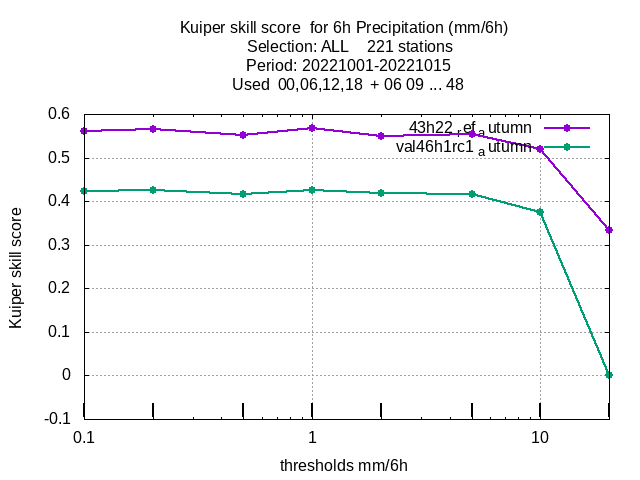 Kuiper skill score  for 6h Precipitation (mm/6h)
Selection: ALL    221 stations
Period: 20221001-20221015
Used  00,06,12,18  + 06 09 ... 48
43h22_ref_autumn
val46h1rc1_autumn
0.6
0.5
0.4
0.3
0.2
0.1
0
-0.1
Kuiper skill score
0.1 1 10
thresholds mm/6h